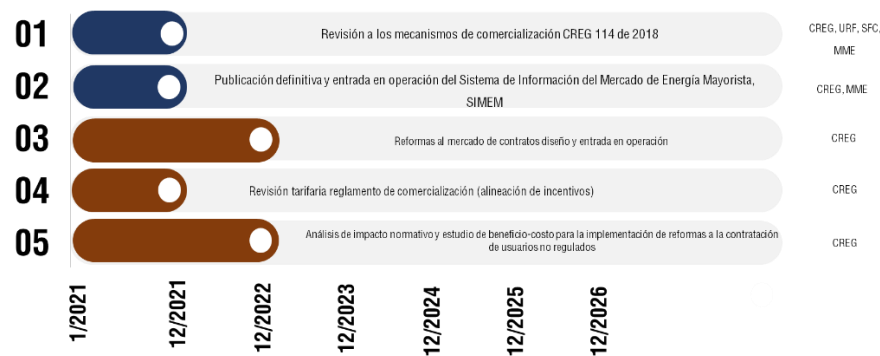 01
Revisión a los mecanismos de comercialización CREG 114 de 2018
CREG, URF, SFC,
MME
02
Publicación definitiva y entrada en operación del Sistema de Información del Mercado de Energía Mayorista,
SIMEM
CREG, MME
03
Reformas al mercado de contratos diseño y entrada en operación
CREG
04
Revisión tarifaria reglamento de comercialización (alineación de incentivos)
CREG
05
Análisis de impacto normativo y estudio de beneficio-costo para la implementación de reformas a la contratación
de usuarios no regulados
CREG
1/2021
12/2021
12/2022
12/2023
12/2024
12/2025
12/2026